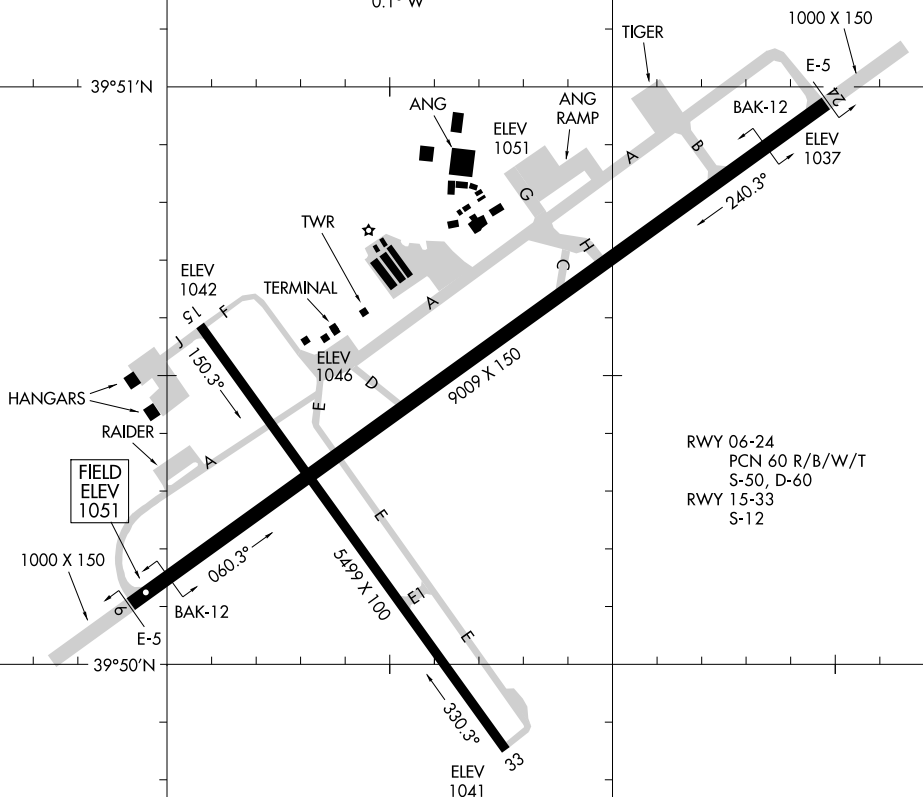 0.1° W
1000 X 150
TIGER
E-5
39°51'N
24
ANG
ANG
RAMP
BAK-12
ELEV
1051
ELEV
1037
A
B
G
240.3°
TWR
H
C
ELEV
1042
TERMINAL
A
15
F
J
ELEV
1046
150.3°
D
9009 X 150
HANGARS
E
RAIDER
A
RWY 06-24
PCN 60 R/B/W/T
S-50, D-60
RWY 15-33
S-12
FIELD
ELEV
1051
E
1000 X 150
060.3°
5499 X 100
E1
6
BAK-12
E-5
E
39°50'N
330.3°
33
ELEV
1041